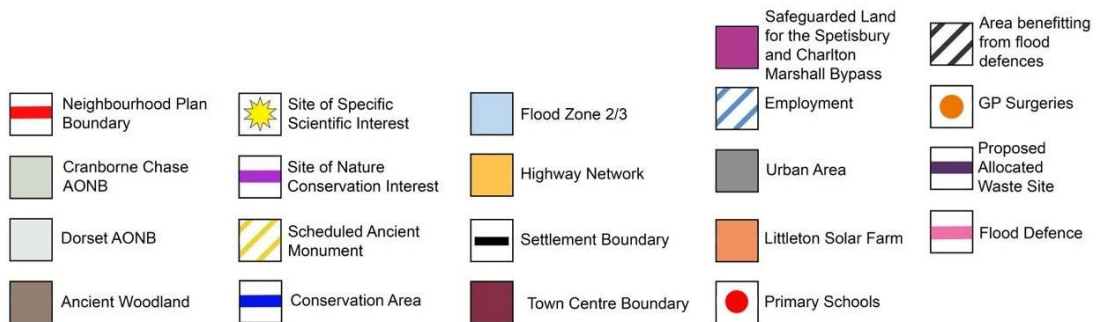 Neighbourhood Plan
Boundary
Cranborne Chase
AONB
Dorset AONB
Ancient Woodland
Site of Specific
Scientific Interest
Site of Nature
Conservation Interest
Scheduled Ancient
Monument
Conservation Area
Flood Zone 2/3
Highway Network
Settlement Boundary
Town Centre Boundary
Safeguarded Land
for the Spetisbury
and Charlton
Marshall Bypass
Employment
Urban Area
Littleton Solar Farm
Primary Schools
Area benefitting
from flood
defences
GP Surgeries
Proposed
Allocated
Waste Site
Flood Defence